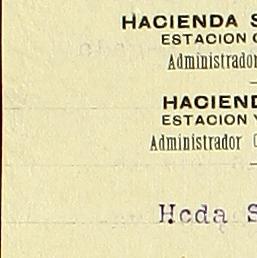 HACIENDA S
ESTACION
Administrador
HACIEND
ESTACION Y
Administrador
Hcda S